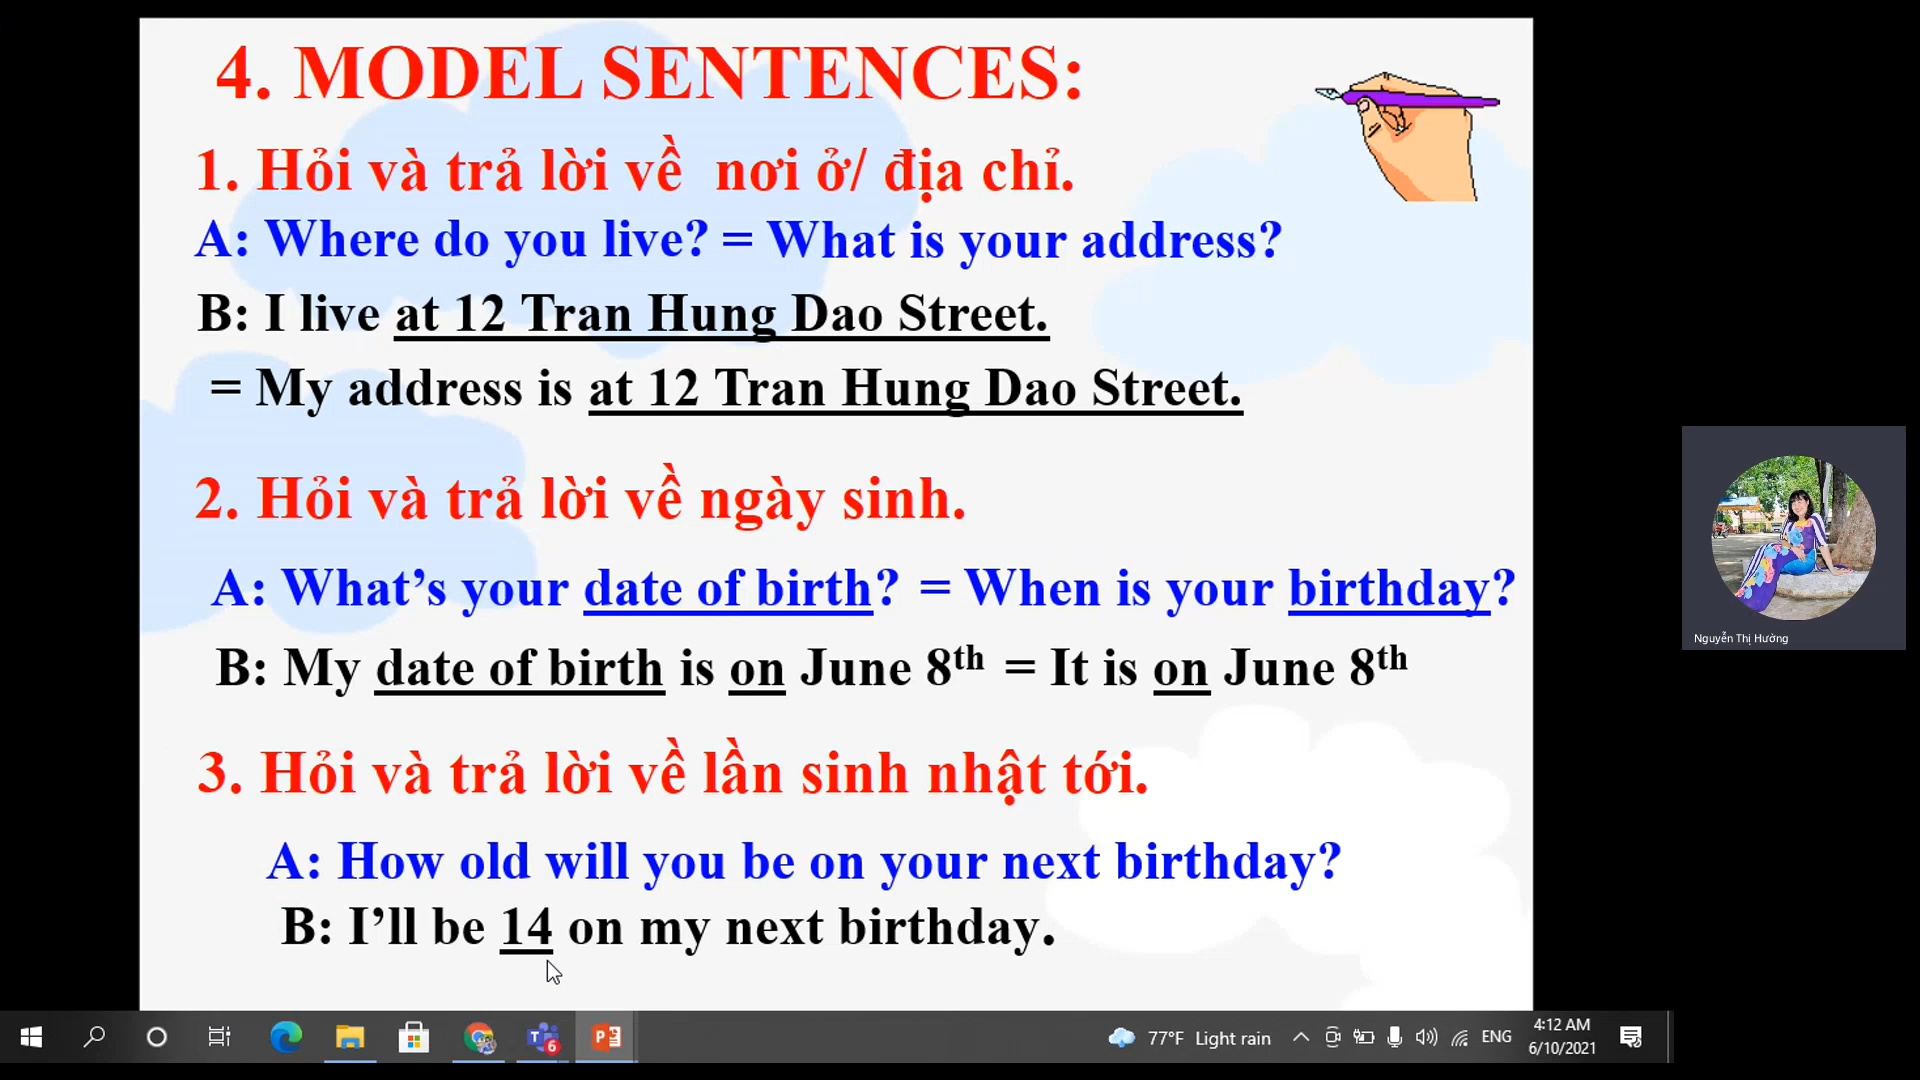 4. MODEL SENTENCES:
1. Hỏi và trả lời về nơi ở/ địa chỉ.
A: Where do you live? = What is your address?
B: I live at 12 Tran Hung Dao Street.
= My address is at 12 Tran Hung Dao Street.
2. Hỏi và trả lời về ngày sinh.
A: What’s your date of birth? = When is your birthday?
B: My date of birth is on June 8th = It is on June 8th
3. Hỏi và trả lời về lần sinh nhật tới.
A: How old will you be on your next birthday?
B: I’ll be 14 on my next birthday.
Nguyễn Thị Hường
77°F Light rain
ENG
4:12 AM
6/10/2021
6